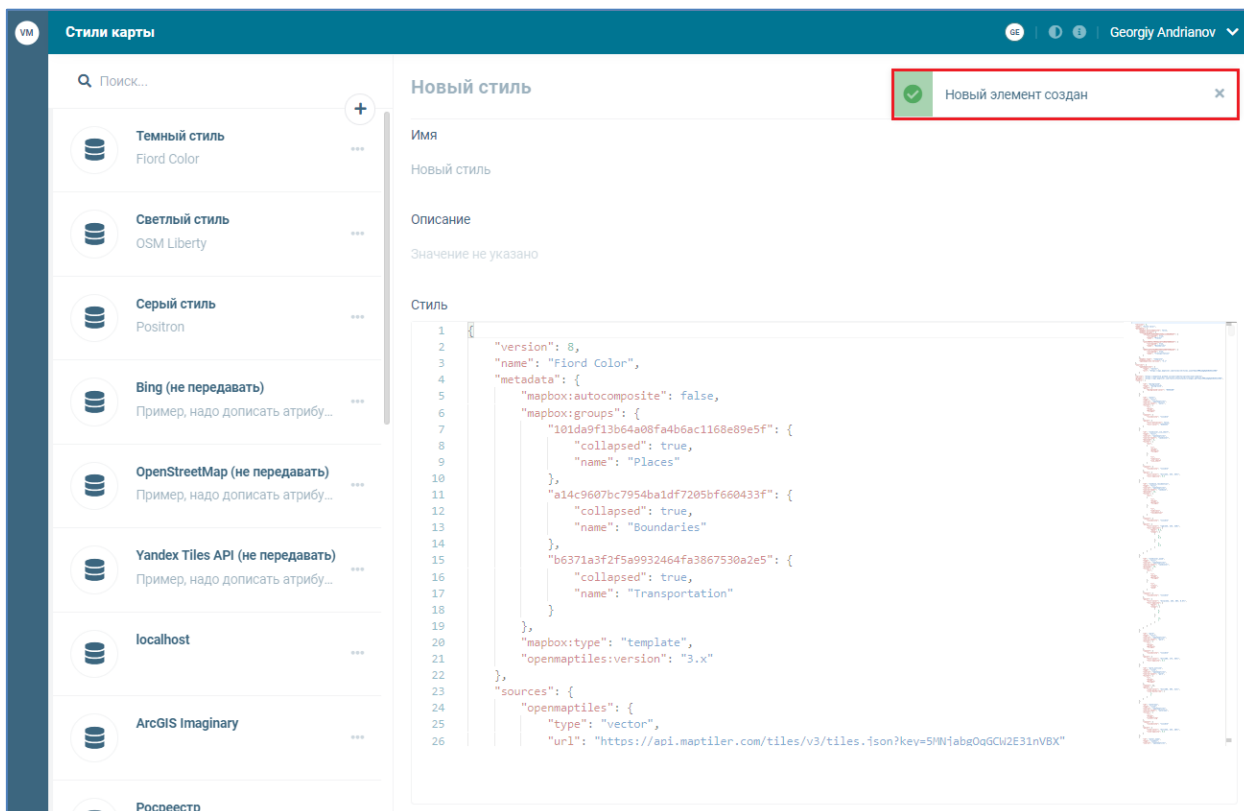 VM
Стили карты
GE
Georgiy Andrianov
Поиск...
Темный стиль
Fiord Color
Светлый стиль
OSM Liberty
Серый стиль
Positron
Bing (не передавать)
Пример, надо дописать атрибу...
OpenStreetMap (не передавать)
Пример, надо дописать атрибу...
Yandex Tiles API (не передавать)
Пример, надо дописать атрибу...
localhost
ArcGIS Imaginary
Росреестр
Новый стиль
Новый элемент создан
Имя
Новый стиль
Описание
Значение не указано
Стиль
1 {
2 "version": 8,
3 "name": "Fiord Color",
4 "metadata": {
5 "mapbox:autocomposite": false,
6 "mapbox:groups": {
7 "101da9f13b64a08fa4b6ac1168e89e5f": {
8 "collapsed": true,
9 "name": "Places"
10 },
11 "a14c9607bc7954ba1df7205bf660433f": {
12 "collapsed": true,
13 "name": "Boundaries"
14 },
15 "b6371a3f2f5a9932464fa3867530a2e5": {
16 "collapsed": true,
17 "name": "Transportation"
18 }
19 },
20 "mapbox:type": "template",
21 "openmaptiles:version": "3.x"
22 },
23 "sources": {
24 "openmaptiles": {
25 "type": "vector",
26 "url": "https://api.maptiler.com/tiles/v3/tiles.json?key=5MNjabgOqGCW2E31nVBX"